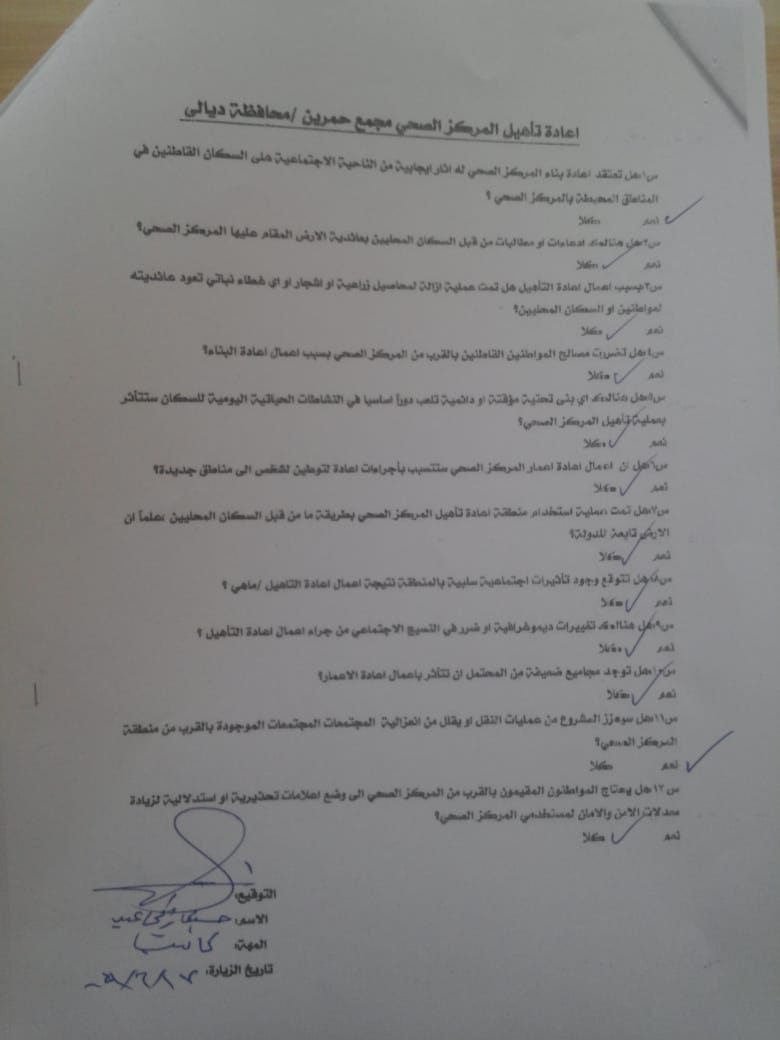 اعادة تأهيل المركز الصحي مجمع حمرين /محافظة ديالى
س١:هل تعتقد اعادة بناء المركز الصحي له اثار ايجابية من الناحية الاجتماعية على السكان القاطنين في
المناطق المحيطة بالمركز الصحي ؟
نعم كلا
س٢:هل هنالك ادعاءات او مطالبات من قبل السكان المحليين بعائدية الارض المقام عليها المركز الصحي؟
نعم كلا
س٣:بسبب اعمال اعادة التأهيل هل تمت عملية ازالة لمحاصيل زراعية او اشجار او اي غطاء نباتي تعود عائديته
لمواطنين او السكان المحليين؟
نعم كلا
س٤:هل تضررت مصالح المواطنين القاطنين بالقرب من المركز الصحي بسبب اعمال اعادة البناء؟
نعم كلا
س٥:هل هنالك اي بنى تحتية مؤقتة او دائمية تلعب دوراً اساسيا في النشاطات الحياتية اليومية للسكان ستتأثر
بعملية تأهيل المركز الصحي؟
نعم كلا
س٦:هل ان اعمال اعادة اعمار المركز الصحي ستتسبب بأجراءات اعادة لتوطين لشخص الى مناطق جديدة؟
نعم كلا
س٧:هل تمت عملية استخدام منطقة اعادة تأهيل المركز الصحي بطريقة ما من قبل السكان المحليين ،علماً ان
الارض تابعة للدولة؟
نعم كلا
س٨:هل تتوقع وجود تأثيرات اجتماعية سلبية بالمنطقة نتيجة اعمال اعادة التاهيل /ماهي ؟
نعم كلا
س٩:هل هنالك تغييرات ديموغرافية او ضرر في النسيج الاجتماعي من جراء اعمال اعادة التأهيل ؟
نعم كلا
س١٠:هل توجد مجاميع ضعيفة من المحتمل ان تتأثر باعمال اعادة الاعمار؟
نعم كلا
س١١:هل سيعزز المشروع من عمليات النقل او يقلل من انعزالية المجتمعات المجتمعات الموجودة بالقرب من منطقة
المركز الصحي؟
نعم كلا
س١٢:هل يحتاج المواطنون المقيمون بالقرب من المركز الصحي الى وضع اعلامات تحذيرية او استدلالية لزيادة
معدلات الامن والامان لمستخدمي المركز الصحي؟
نعم كلا
التوقيع:
الاسم:
المهة:
تاريخ الزيارة: